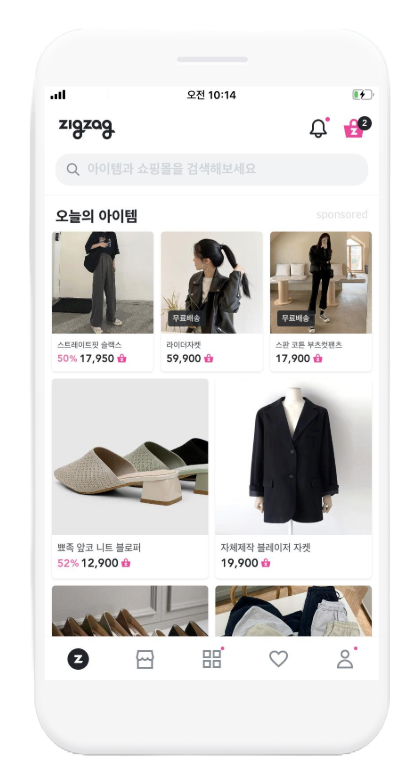 오전 10:14
zigzag
2
아이템과 쇼핑몰을 검색해보세요
오늘의 아이템
sponsored
무료배송
무료배송
스트레이트핏 슬랙스
50% 17,950
라이더자켓
59,900
스판 코튼 부츠컷팬츠
17,900
뾰족 앞코 니트 블로퍼
52% 12,900
자체제작 블레이저 자켓
19,900